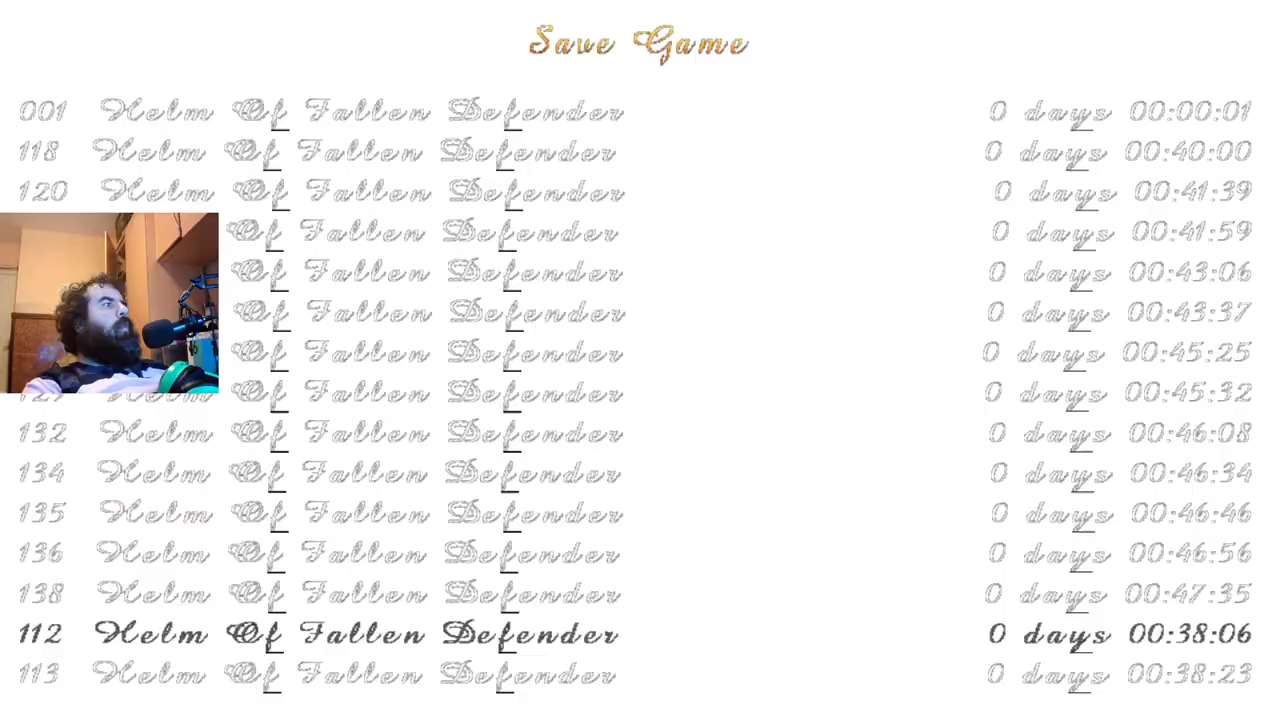 Save Game
001 Helm Of Fallen Defender 0 days 00:00:01
118 Helm Of Fallen Defender 0 days 00:40:00
120 Helm Of Fallen Defender 0 days 00:41:39
Of Fallen Defender 0 days 00:41:59
Of Fallen Defender 0 days 00:43:06
Of Fallen Defender 0 days 00:43:37
Of Fallen Defender 0 days 00:45:25
Of Fallen Defender 0 days 00:45:32
132 Helm Of Fallen Defender 0 days 00:46:08
134 Helm Of Fallen Defender 0 days 00:46:34
135 Helm Of Fallen Defender 0 days 00:46:46
136 Helm Of Fallen Defender 0 days 00:46:56
138 Helm Of Fallen Defender 0 days 00:47:35
112 Helm Of Fallen Defender 0 days 00:38:06
113 Helm Of Fallen Defender 0 days 00:38:23